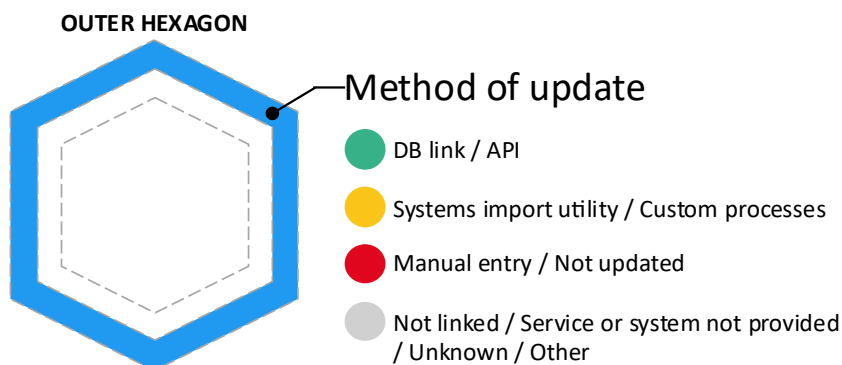 OUTER HEXAGON
Method of update
DB link / API
Systems import utility / Custom processes
Manual entry / Not updated
Not linked / Service or system not provided
/ Unknown / Other